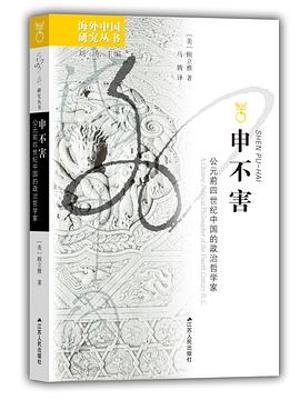 海外中国
研究丛书
刘东 主编
[美] 顾立雅 著
马腾 译
申不害
SHEN PU-HAI
公元前四世纪中国的政治哲学家
A Chinese Political Philosopher of the Fourth Century B.C.
江苏人民出版社
申不害
公元前四世纪中国的政治哲学家
[美] 顾立雅 著
江苏人民出版社